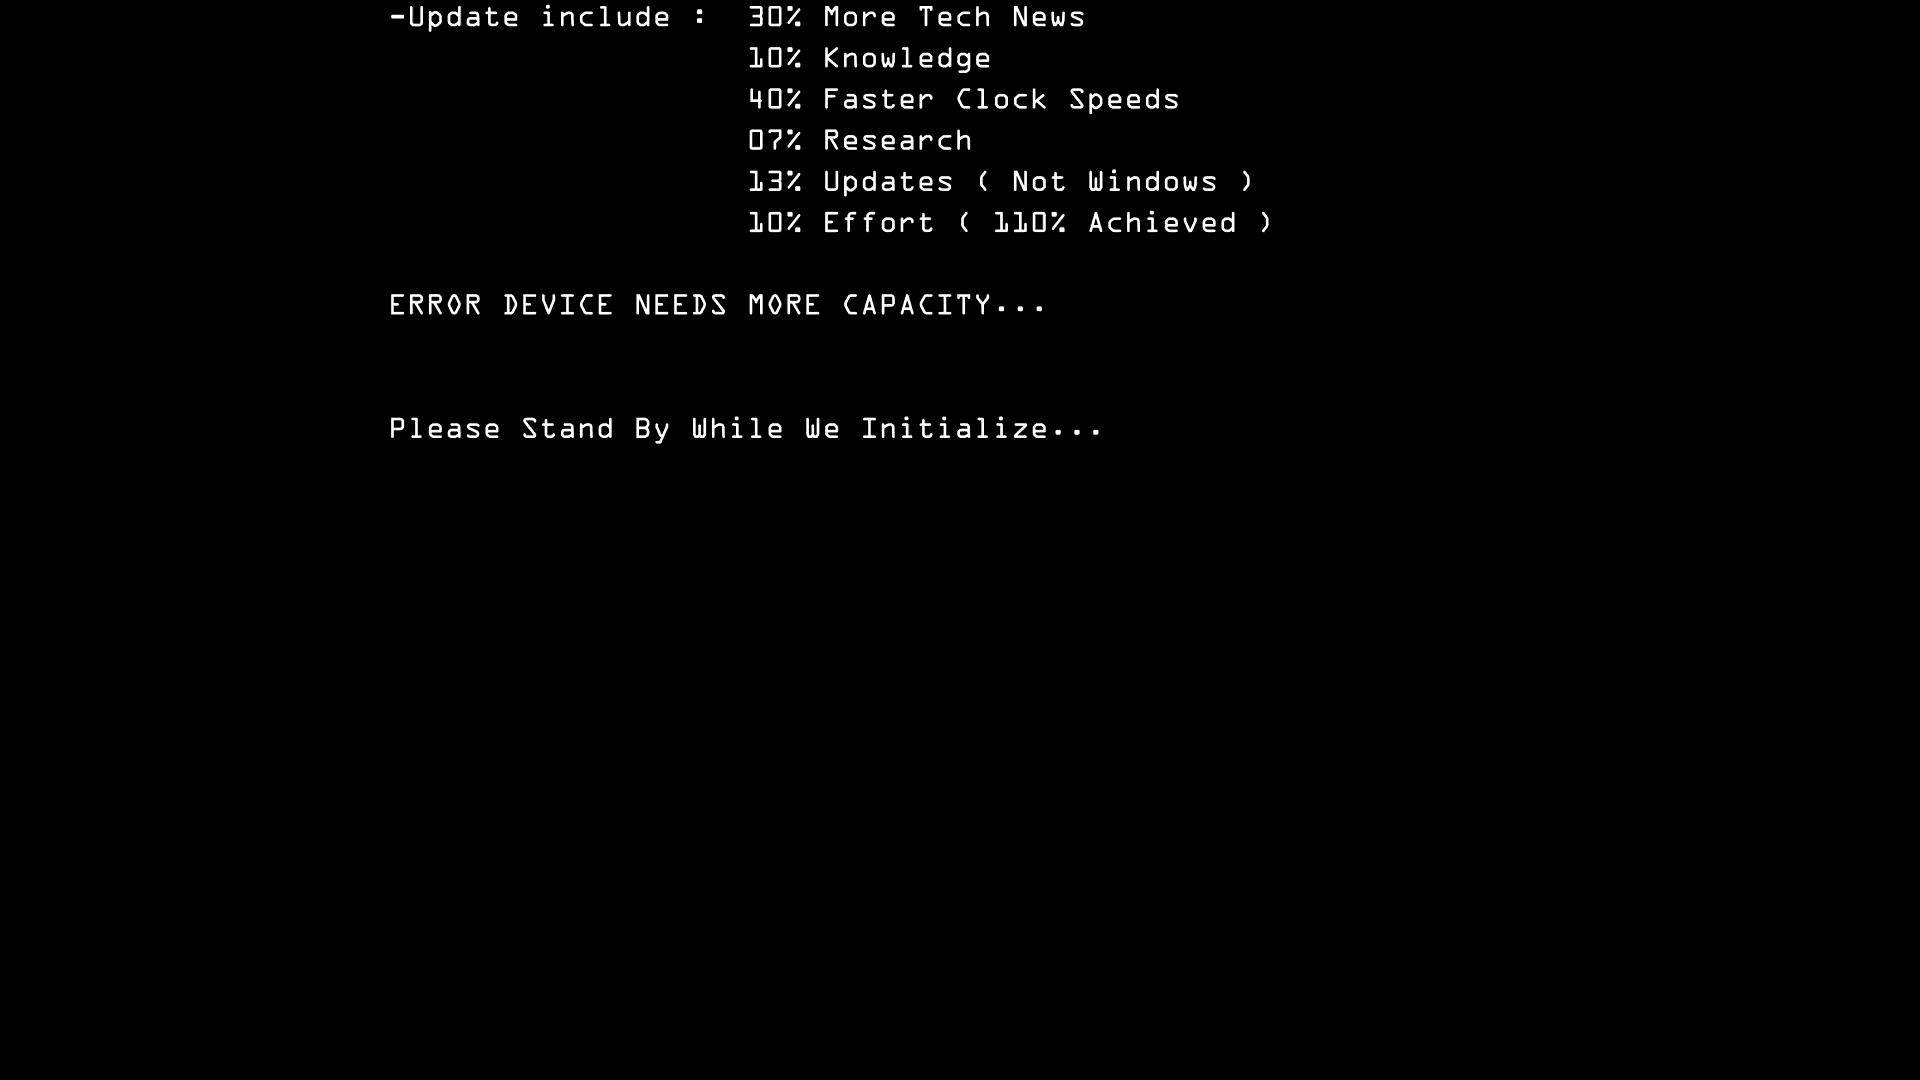 -Update include :  30% More Tech News
10% Knowledge
40% Faster Clock Speeds
07% Research
13% Updates ( Not Windows )
10% Effort ( 110% Achieved )
ERROR DEVICE NEEDS MORE CAPACITY...
Please Stand By While We Initialize...